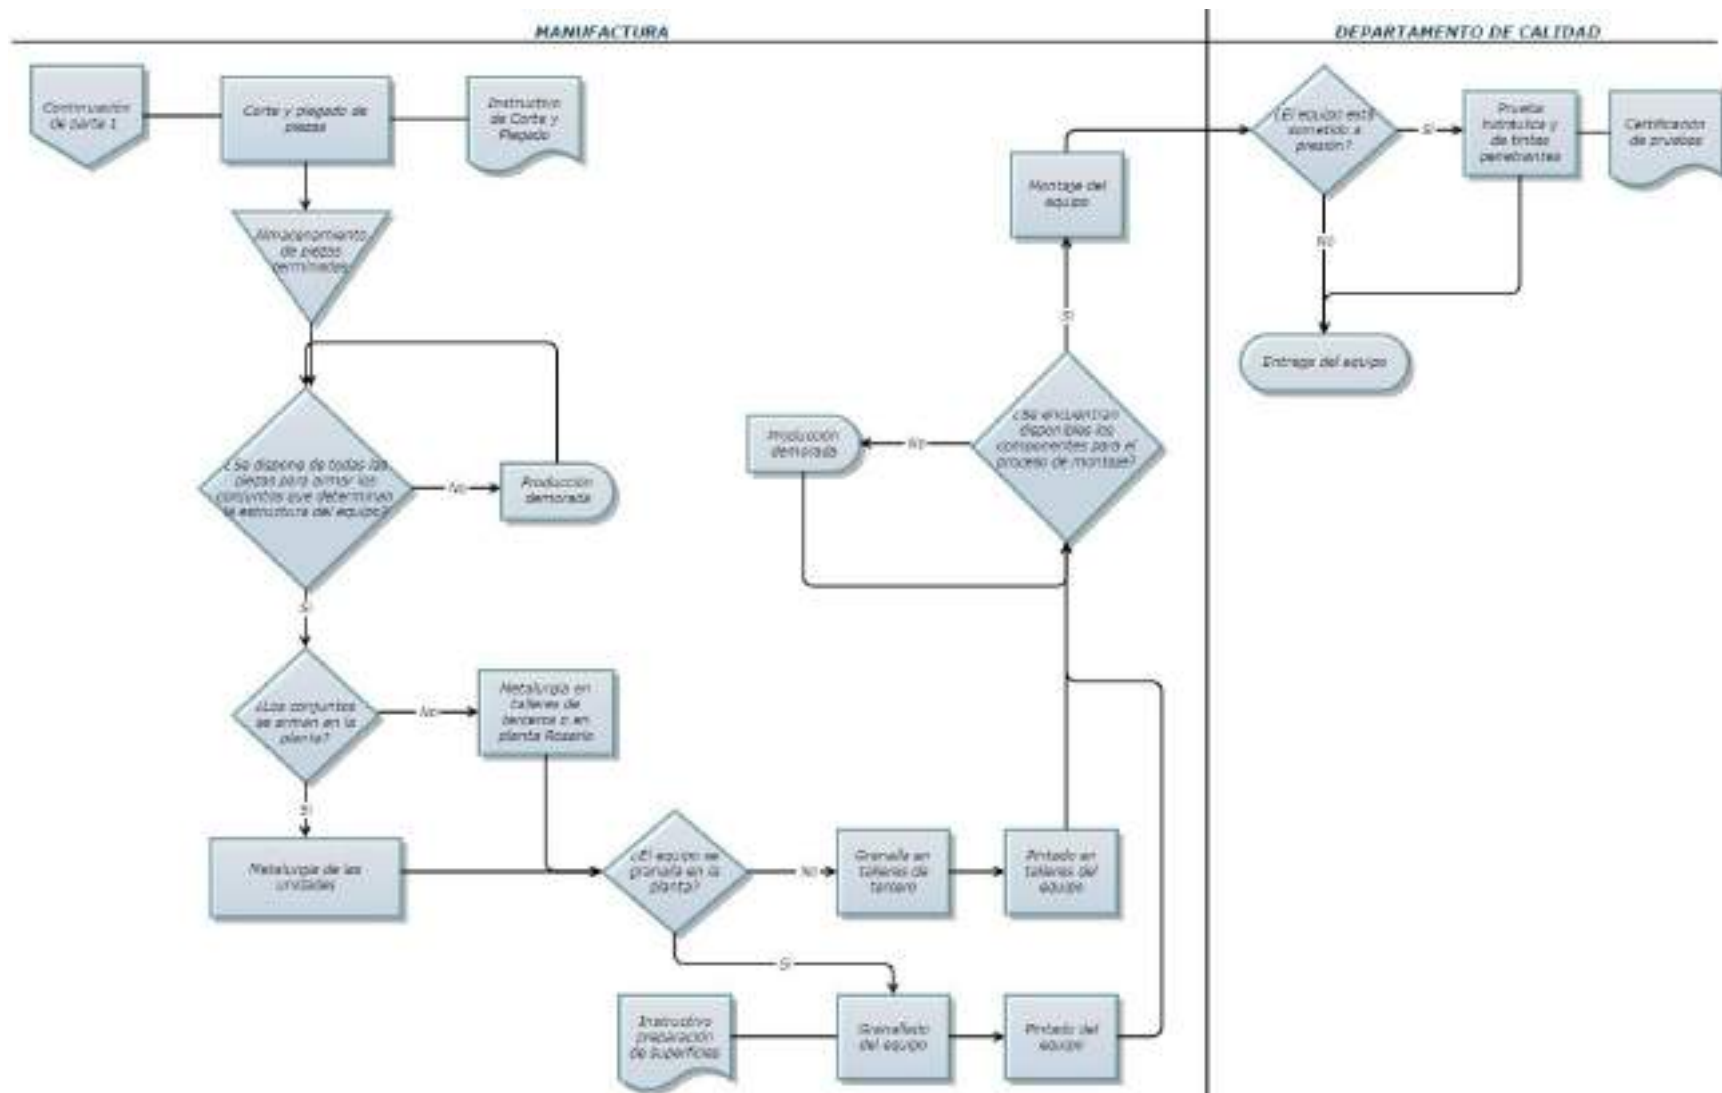 MANUFACTURA
DEPARTAMENTO DE CALIDAD
Continuación
de parte 1
Corte y plegado de
piezas
Instructivo
de Corte y
Plegado
Almacenamiento
de piezas
terminadas
¿Se dispone de todas las
piezas para armar los
conjuntos que determinan
la estructura del equipo?
No
Producción
demorada
Si
¿Los conjuntos
se arman en la
planta?
No
Metalurgia en
talleres de
terceros o en
planta Rosario
Si
Metalurgia de las
unidades
¿El equipo se
granalla en la
planta?
No
Granalla en
talleres de
tercero
Pintado en
talleres del
equipo
Si
Instructivo
preparación
de superficies
Granallado
del equipo
Pintado del
equipo
¿Se encuentran
disponibles los
componentes para el
proceso de montaje?
No
Producción
demorada
Si
Montaje del
equipo
¿El equipo está
sometido a
presión?
Si
Prueba
hidráulica y
de tintas
penetrantes
Certificación
de pruebas
No
Entrega del equipo